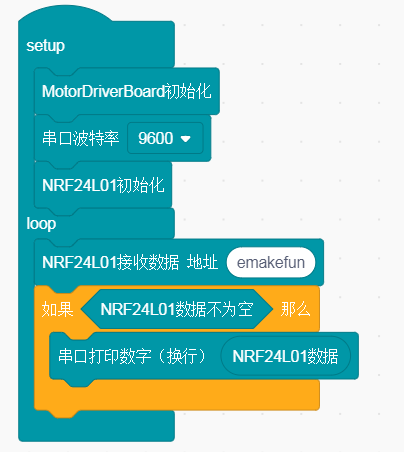 setup
MotorDriverBoard初始化
串口波特率 9600
NRF24L01初始化
loop
NRF24L01接收数据 地址 emakefun
如果 NRF24L01数据不为空 那么
串口打印数字（换行） NRF24L01数据